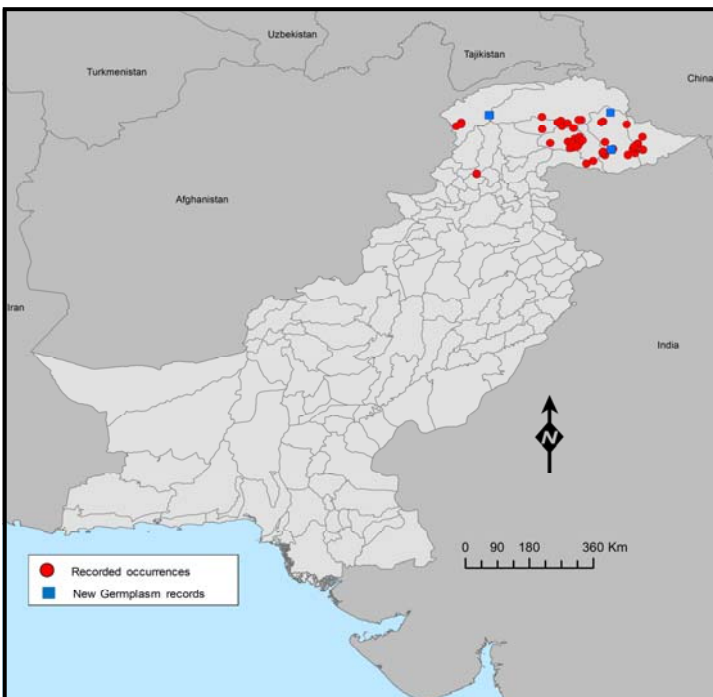 Uzbekistan
Tajikistan
Turkmenistan
China
Afghanistan
Iran
India
N
0 90 180 360 Km
Recorded occurrences
New Germplasm records